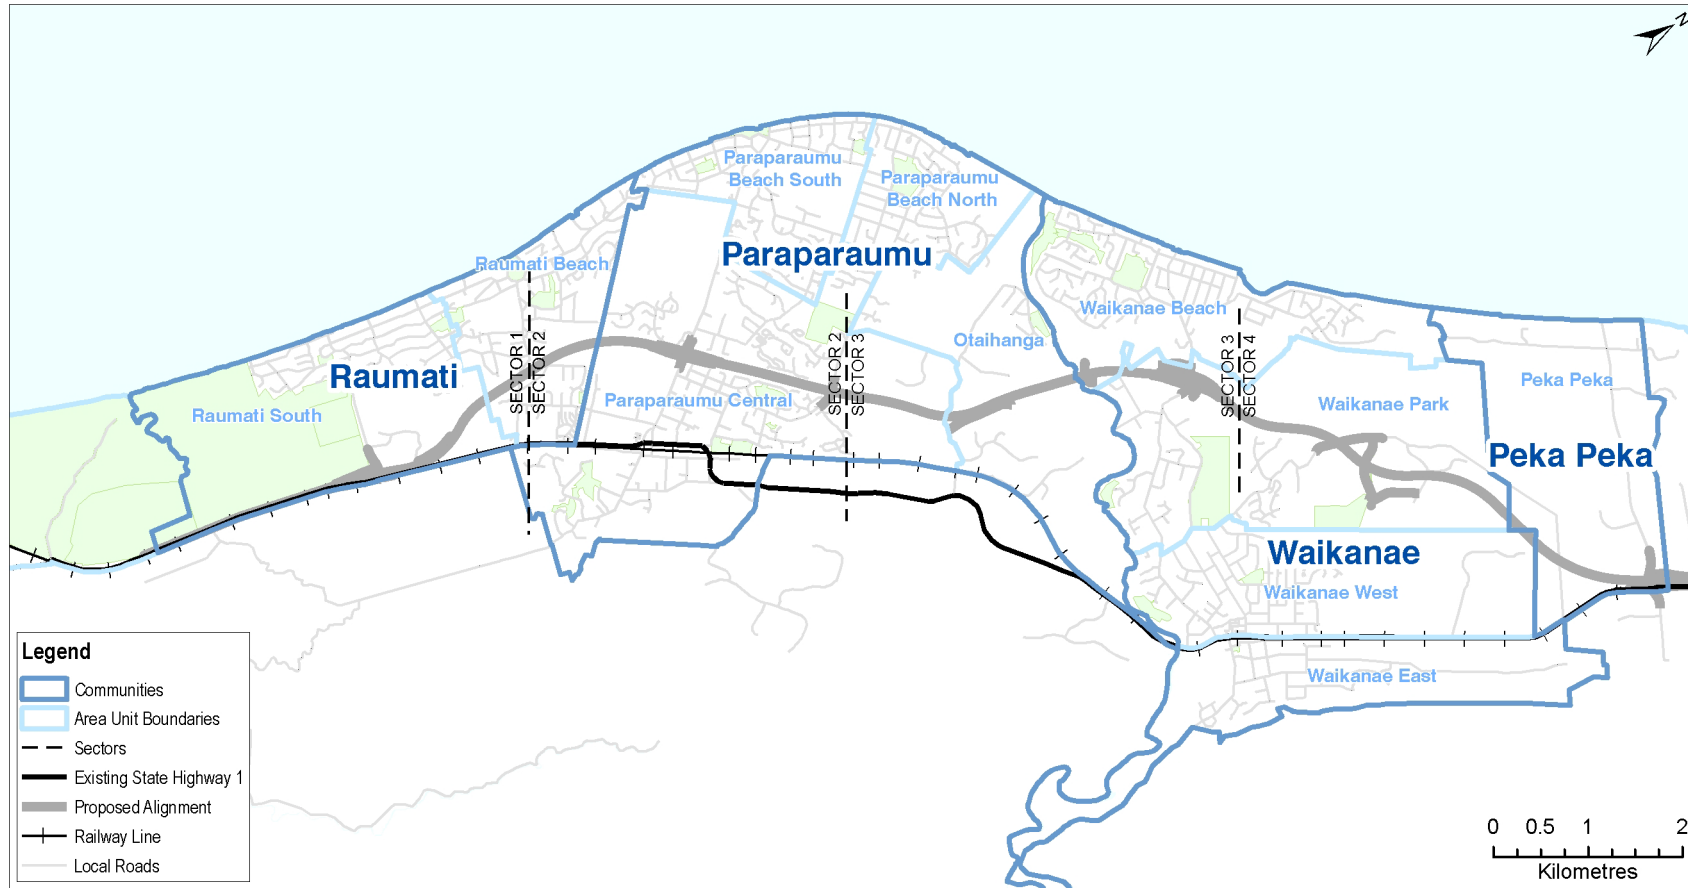 N
Paraparaumu
Beach South
Paraparaumu
Beach North
Paraparaumu
Raumati Beach
Waikanae Beach
Otaihanga
SECTOR 1
SECTOR 2
SECTOR 2
SECTOR 3
SECTOR 3
SECTOR 4
Raumati
Raumati South
Paraparaumu Central
Peka Peka
Waikanae Park
Peka Peka
Waikanae
Waikanae West
Waikanae East
Legend
Communities
Area Unit Boundaries
Sectors
Existing State Highway 1
Proposed Alignment
Railway Line
Local Roads
0 0.5 1 2
Kilometres